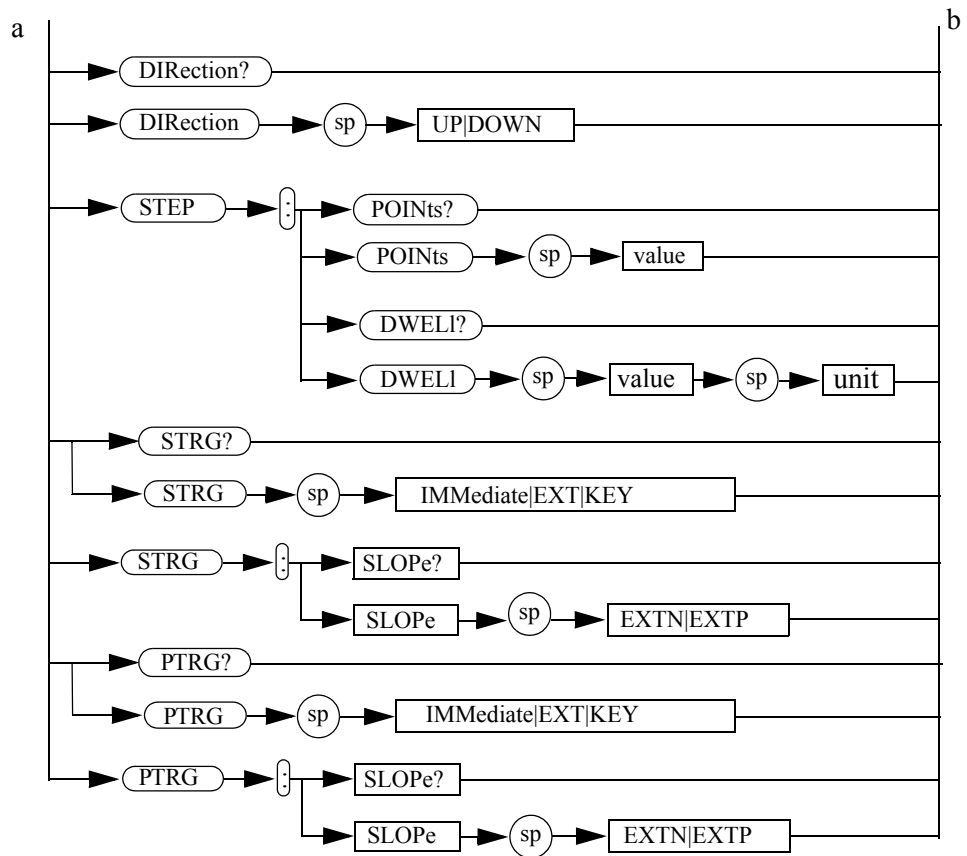 a
b
DIRection?
DIRection sp UP|DOWN
STEP : POINts?
POINts sp value
DWELl?
DWELl sp value sp unit
STRG?
STRG sp IMMediate|EXT|KEY
STRG : SLOPe?
SLOPe sp EXTN|EXTP
PTRG?
PTRG sp IMMediate|EXT|KEY
PTRG : SLOPe?
SLOPe sp EXTN|EXTP